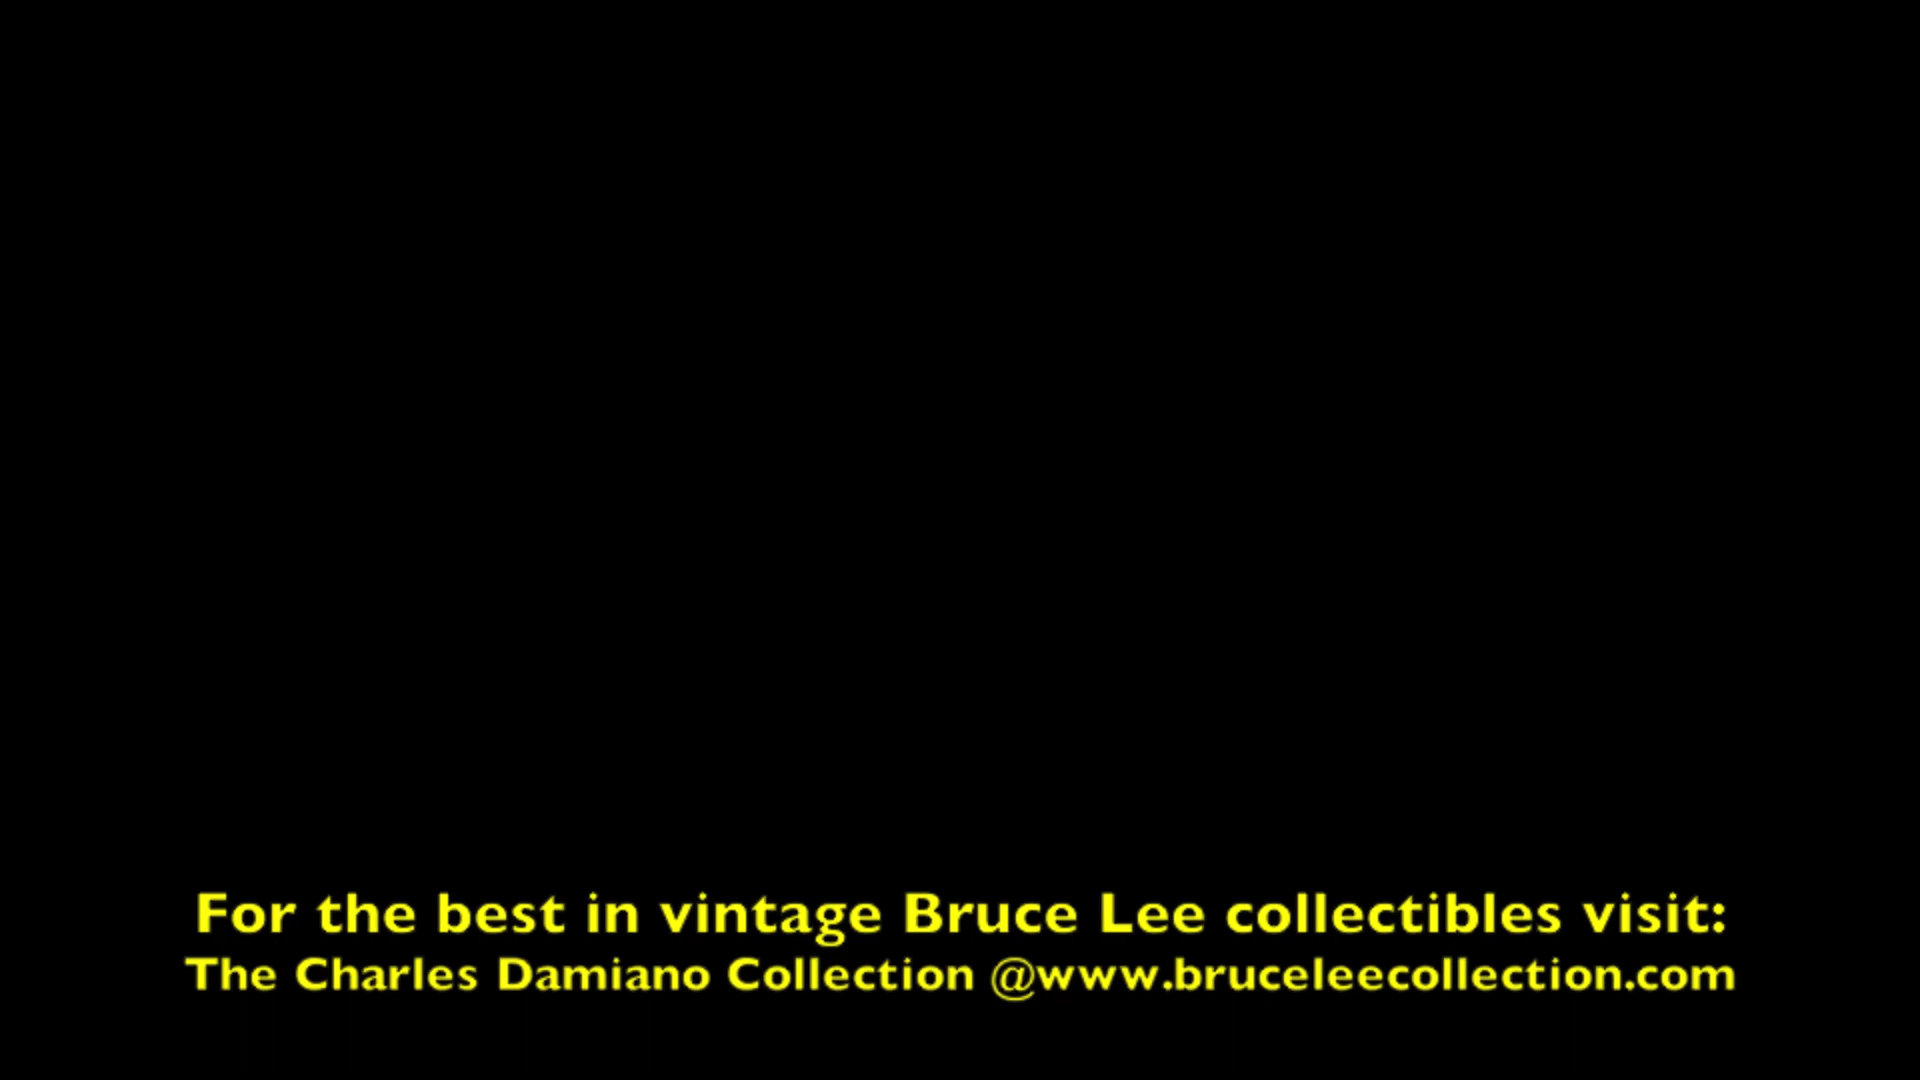 For the best in vintage Bruce Lee collectibles visit:
The Charles Damiano Collection @www.bruceleecollection.com